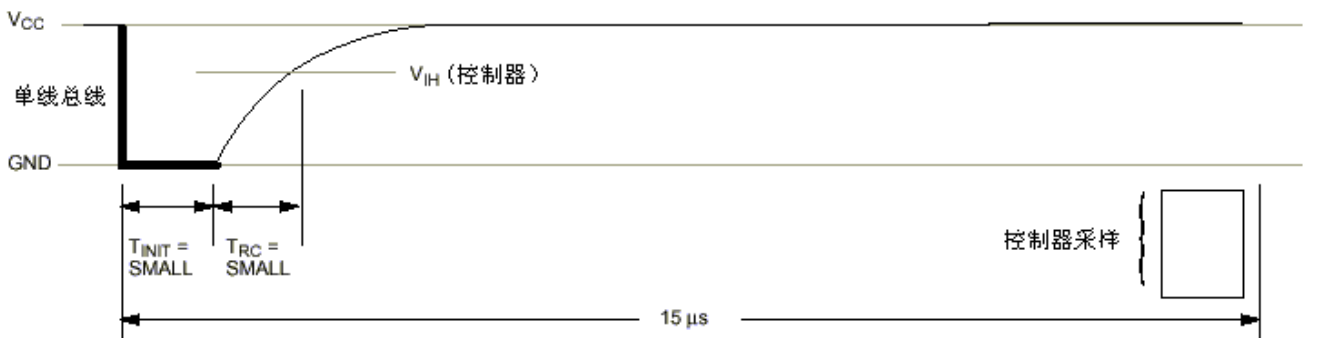 VCC
VIH (控制器)
单线总线
GND
TINIT =
SMALL
TRC =
SMALL
控制器采样
15 μs